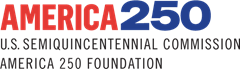 AMERICA250
U.S. SEMIQUINCENTENNIAL COMMISSION
AMERICA 250 FOUNDATION